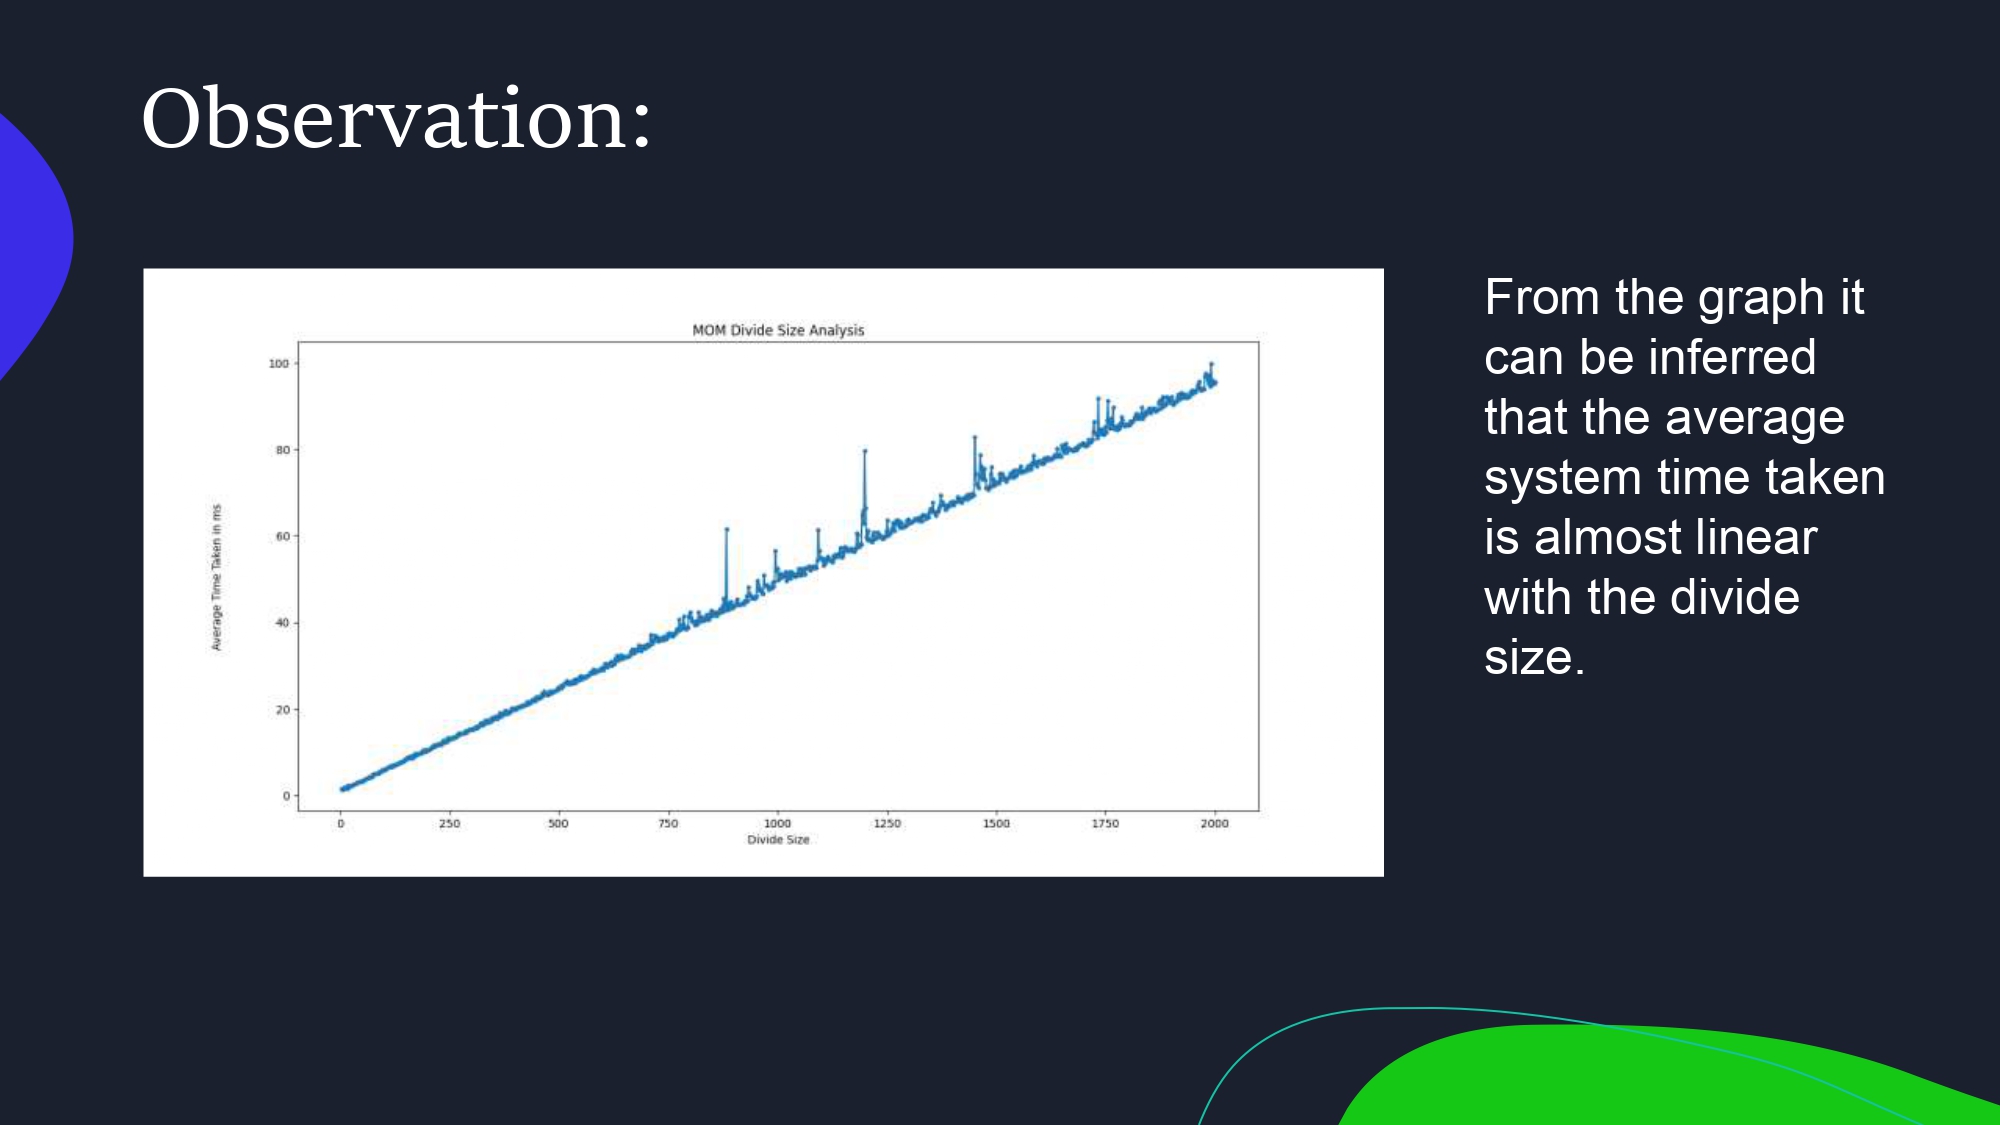 Observation:
MOM Divide Size Analysis
100
80
60
40
20
0
Average Time Taken in ms
0 250 500 750 1000 1250 1500 1750 2000
Divide Size
From the graph it
can be inferred
that the average
system time taken
is almost linear
with the divide
size.